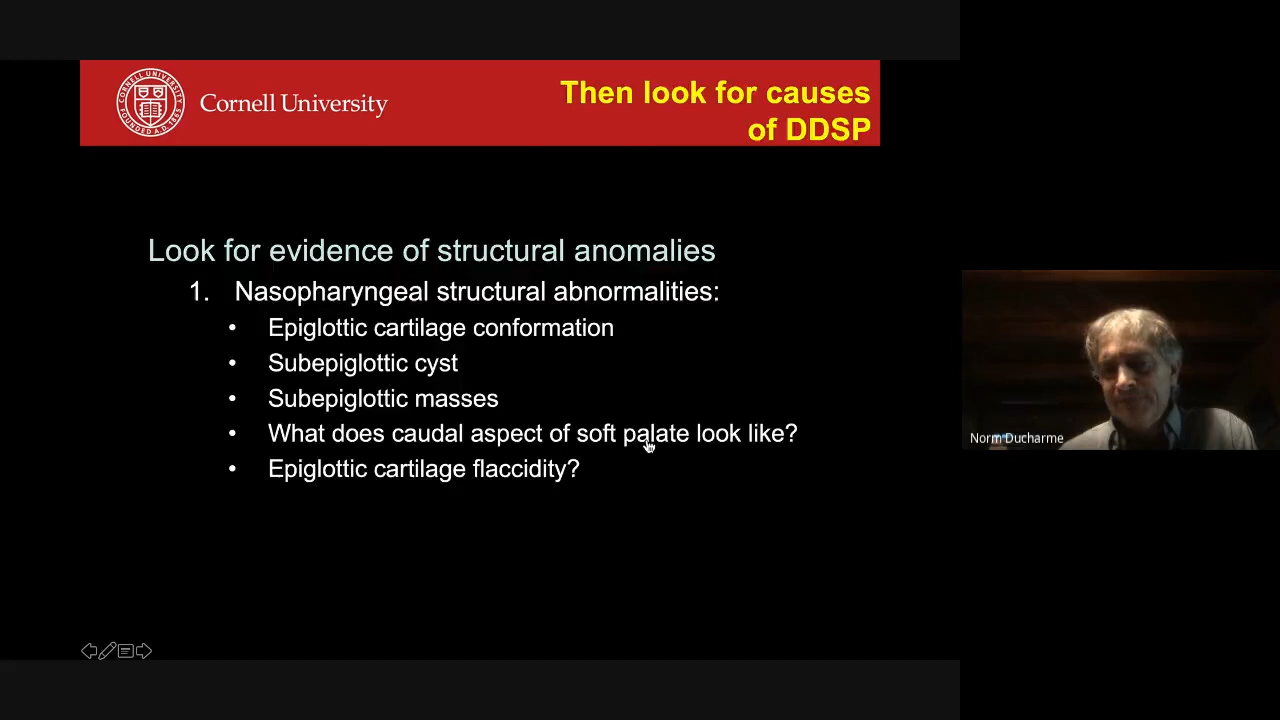 Cornell University
Then look for causes
of DDSP
Look for evidence of structural anomalies
1. Nasopharyngeal structural abnormalities:
• Epiglottic cartilage conformation
• Subepiglottic cyst
• Subepiglottic masses
• What does caudal aspect of soft palate look like?
• Epiglottic cartilage flaccidity?
Norm Ducharme